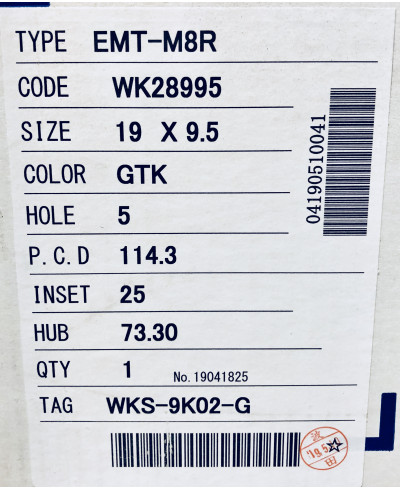 TYPE EMT-M8R
CODE WK28995
SIZE 19 X 9.5
COLOR GTK
HOLE 5
P.C.D 114.3
INSET 25
HUB 73.30
QTY 1 No. 19041825
TAG WKS-9K02-G
04190510041